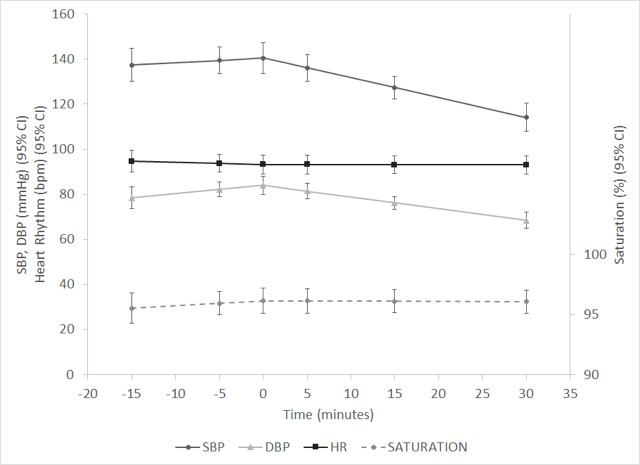 160
140
120
100
80
60
40
20
0
SBP, DBP (mmHg) (95% CI)
Heart Rhythm (bpm) (95% CI)
100
95
90
Saturation (%) (95% CI)
-20 -15 -10 -5 0 5 10 15 20 25 30 35
Time (minutes)
SBP DBP HR SATURATION